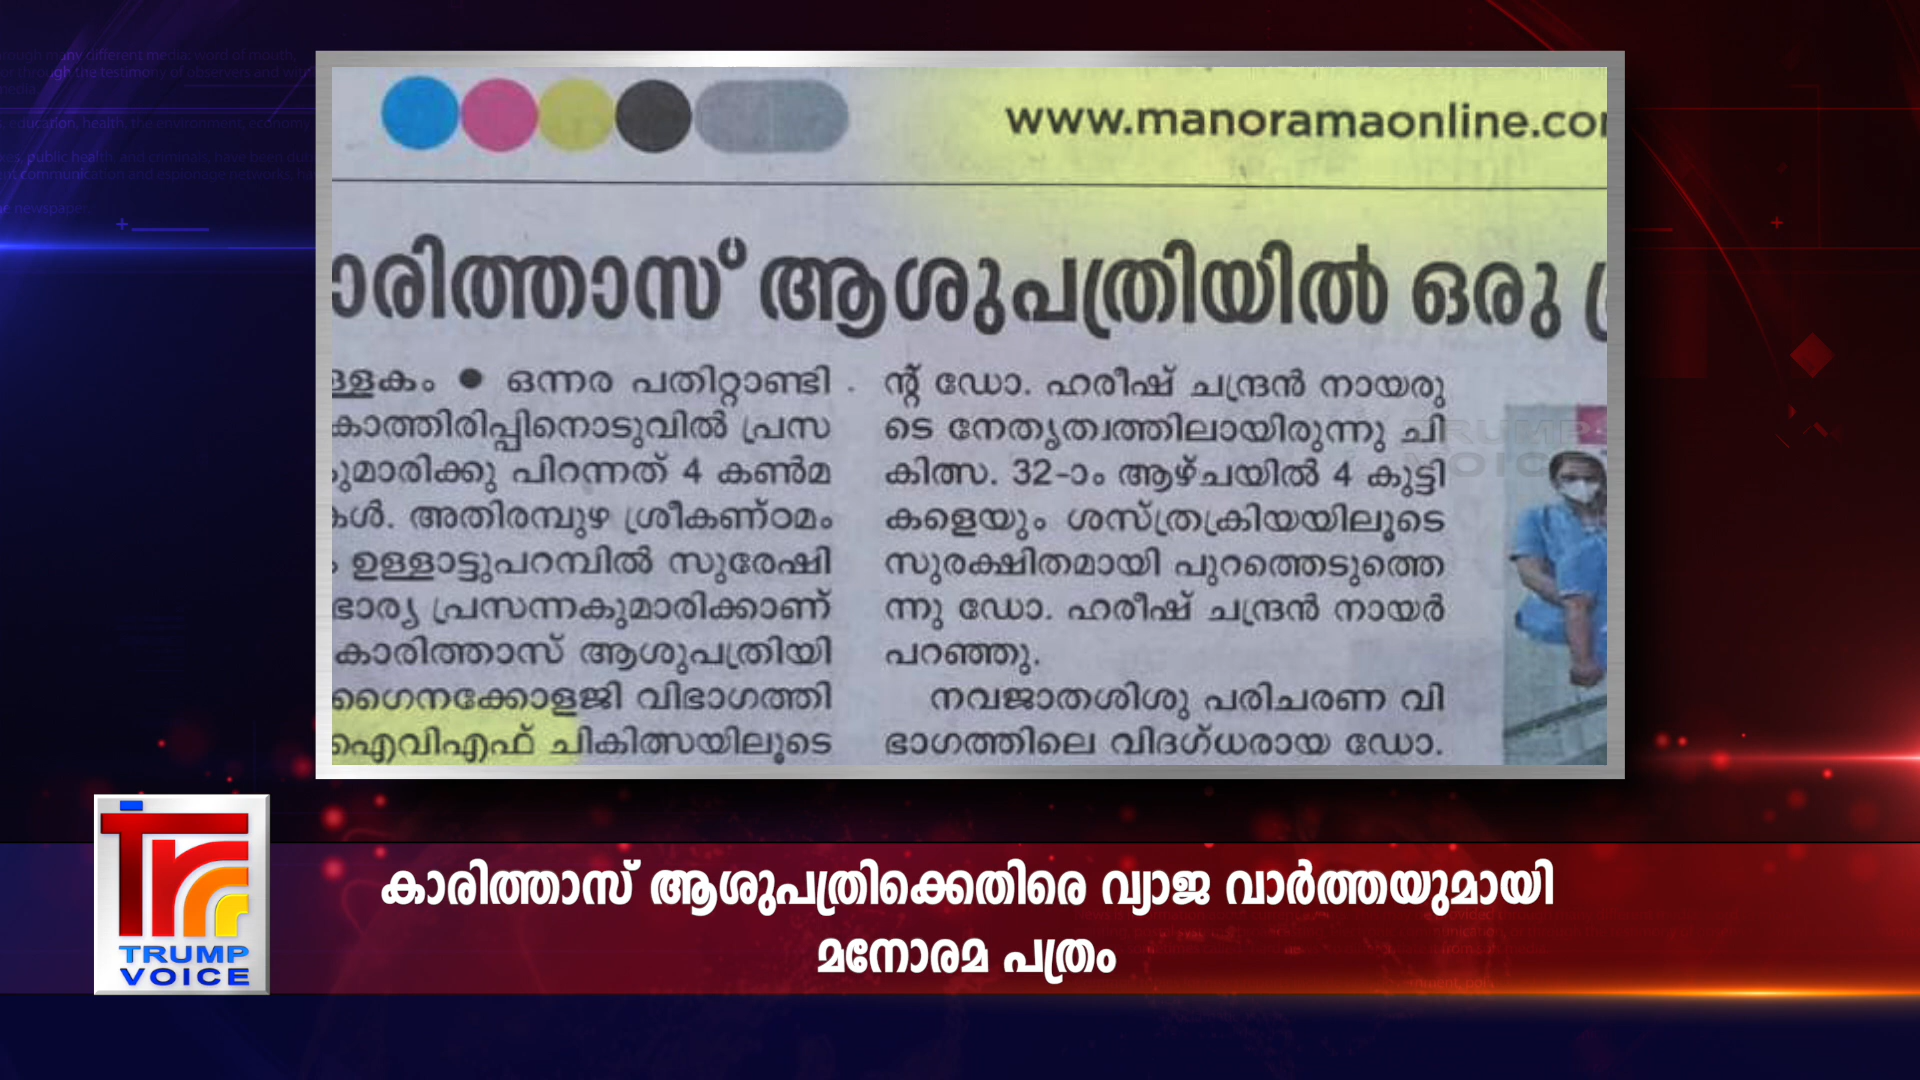 www.manoramaonline.co
ാരിത്താസ് ആശുപത്രിയിൽ ഒരു
ള്ളകം ● ഒന്നര പതിറ്റാണ്ടി
കാത്തിരിപ്പിനൊടുവിൽ പ്രസ
കുമാരിക്കു പിറന്നത് 4 കൺമ
കൾ. അതിരമ്പുഴ ശ്രീകണ്ഠമം
ഉള്ളാട്ടുപറമ്പിൽ സുരേഷി
ഭാര്യ പ്രസന്നകുമാരിക്കാണ്
കാരിത്താസ് ആശുപത്രിയി
ഗൈനക്കോളജി വിഭാഗത്തി
ഐവിഎഫ് ചികിത്സയിലൂടെ
ന്റ് ഡോ. ഹരീഷ് ചന്ദ്രൻ നായരു
ടെ നേതൃത്വത്തിലായിരുന്നു ചി
കിത്സ. 32-ാം ആഴ്ചയിൽ 4 കുട്ടി
കളെയും ശസ്ത്രക്രിയയിലൂടെ
സുരക്ഷിതമായി പുറത്തെടുത്തെ
ന്നു ഡോ. ഹരീഷ് ചന്ദ്രൻ നായർ
പറഞ്ഞു.
നവജാതശിശു പരിചരണ വി
ഭാഗത്തിലെ വിദഗ്ധരായ ഡോ.
TRUMP
VOICE
കാരിത്താസ് ആശുപത്രിക്കെതിരെ വ്യാജ വാർത്തയുമായി
മനോരമ പത്രം
TRUMP
VOICE